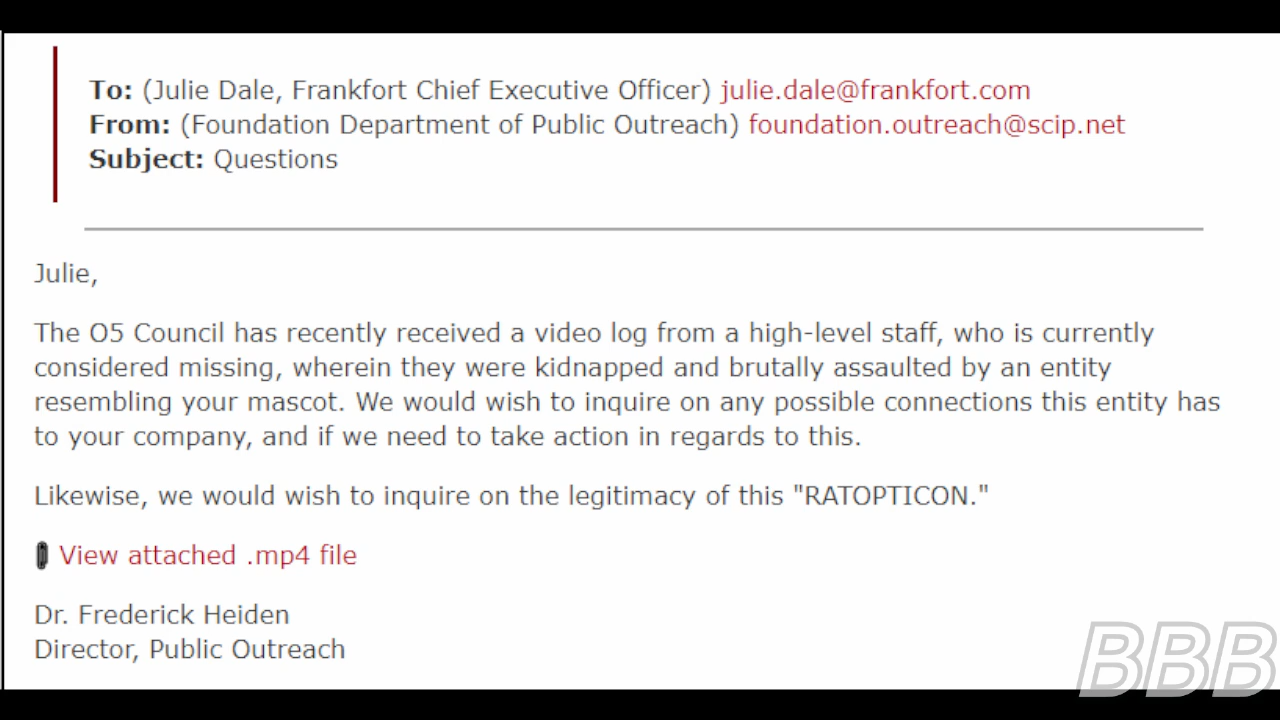 To: (Julie Dale, Frankfort Chief Executive Officer) julie.dale@frankfort.com
From: (Foundation Department of Public Outreach) foundation.outreach@scip.net
Subject: Questions
Julie,
The O5 Council has recently received a video log from a high-level staff, who is currently
considered missing, wherein they were kidnapped and brutally assaulted by an entity
resembling your mascot. We would wish to inquire on any possible connections this entity has
to your company, and if we need to take action in regards to this.
Likewise, we would wish to inquire on the legitimacy of this "RATOPTICON."
View attached .mp4 file
Dr. Frederick Heiden
Director, Public Outreach
BBB